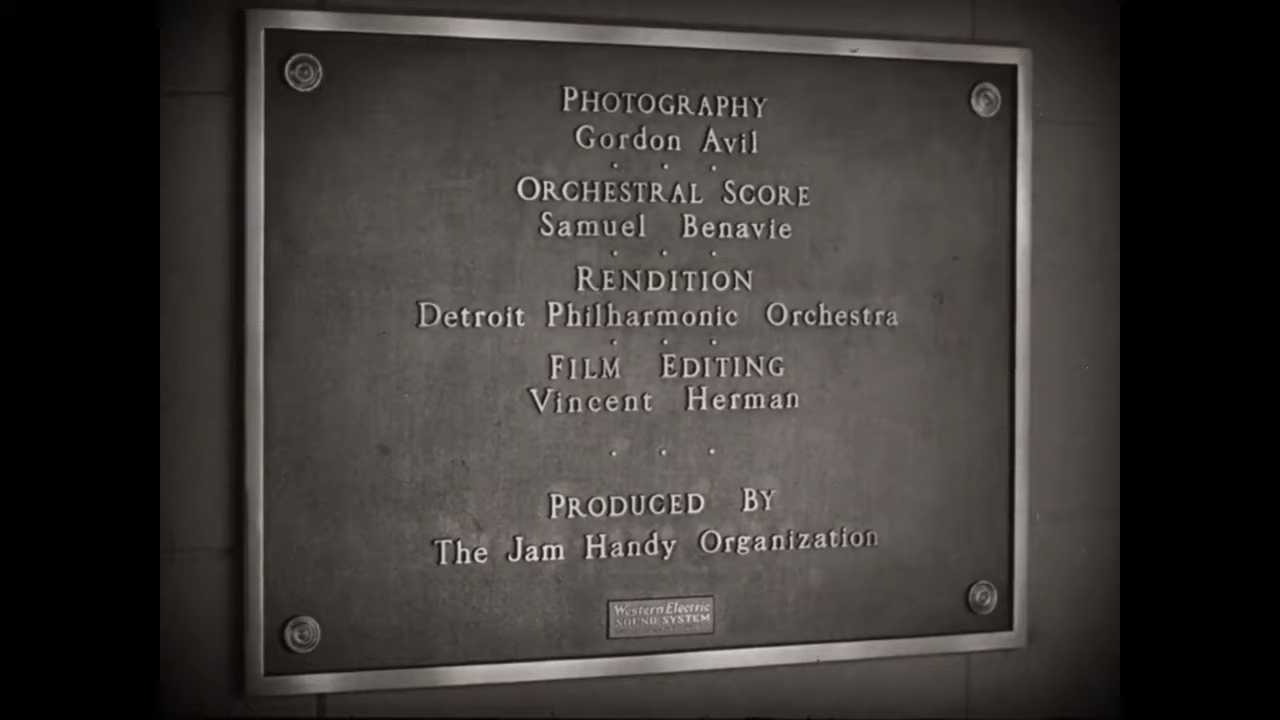 PHOTOGRAPHY
Gordon Avil
. . .
ORCHESTRAL SCORE
Samuel Benavie
. . .
RENDITION
Detroit Philharmonic Orchestra
. . .
FILM EDITING
Vincent Herman
. . .
PRODUCED BY
The Jam Handy Organization
Western Electric
SOUND SYSTEM